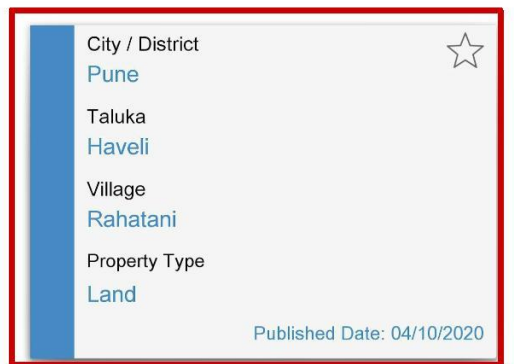 City / District
Pune
Taluka
Haveli
Village
Rahatani
Property Type
Land
Published Date: 04/10/2020